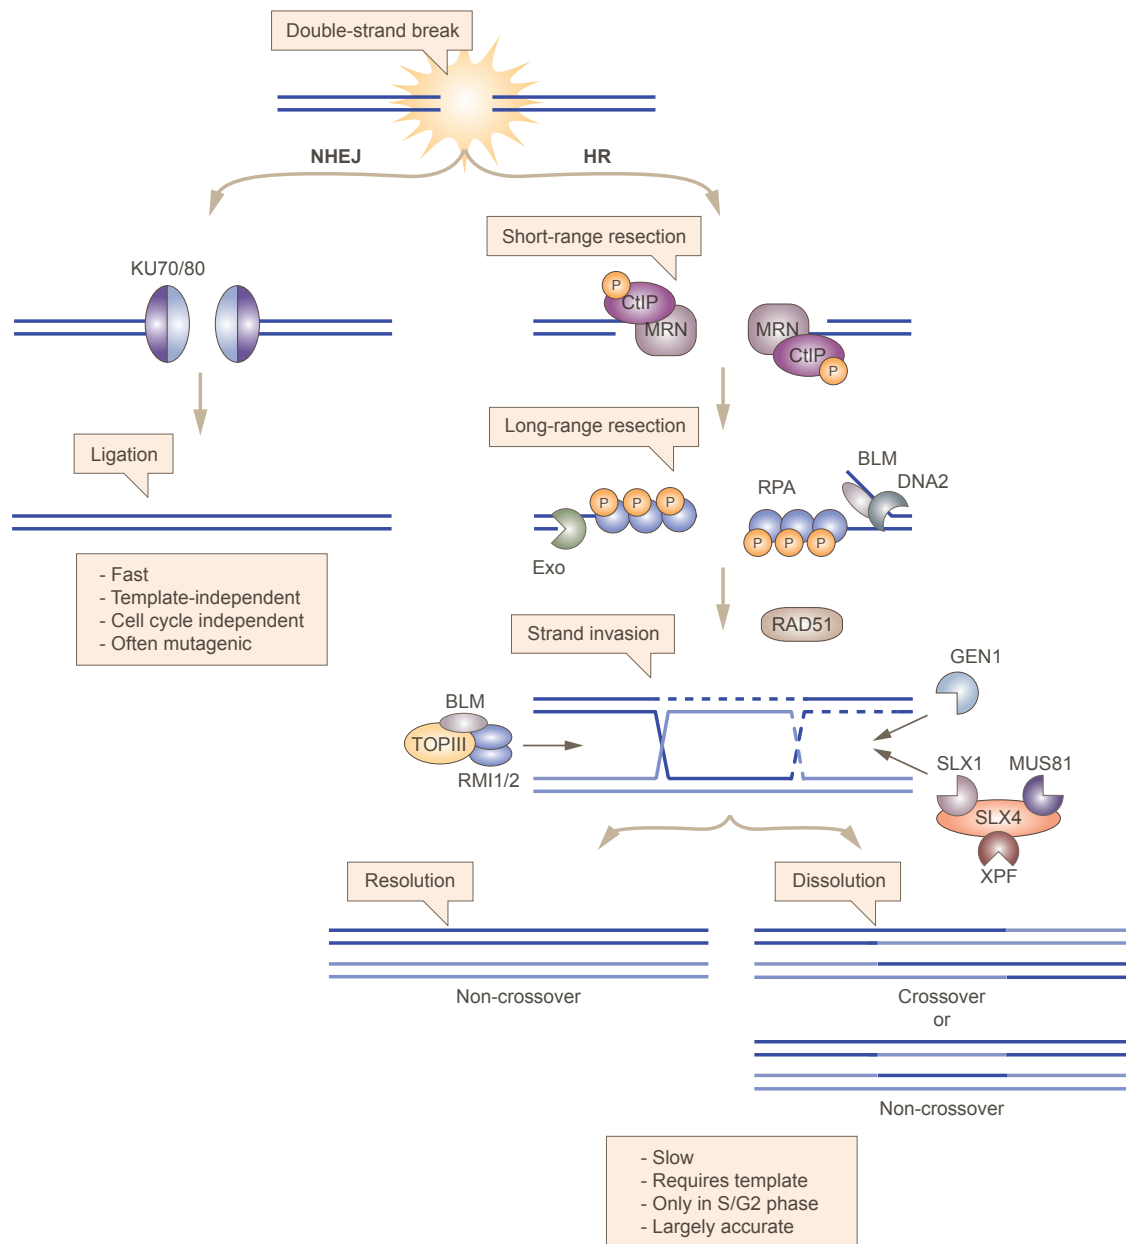 Double-strand break
NHEJ
HR
KU70/80
Short-range resection
P
CtIP
MRN
MRN
CtIP
P
Ligation
Long-range resection
BLM
DNA2
RPA
P
P
P
P
P
P
Exo
- Fast
- Template-independent
- Cell cycle independent
- Often mutagenic
RAD51
Strand invasion
GEN1
BLM
TOPIII
RMI1/2
SLX1
MUS81
SLX4
XPF
Resolution
Dissolution
Non-crossover
Crossover
or
Non-crossover
- Slow
- Requires template
- Only in S/G2 phase
- Largely accurate